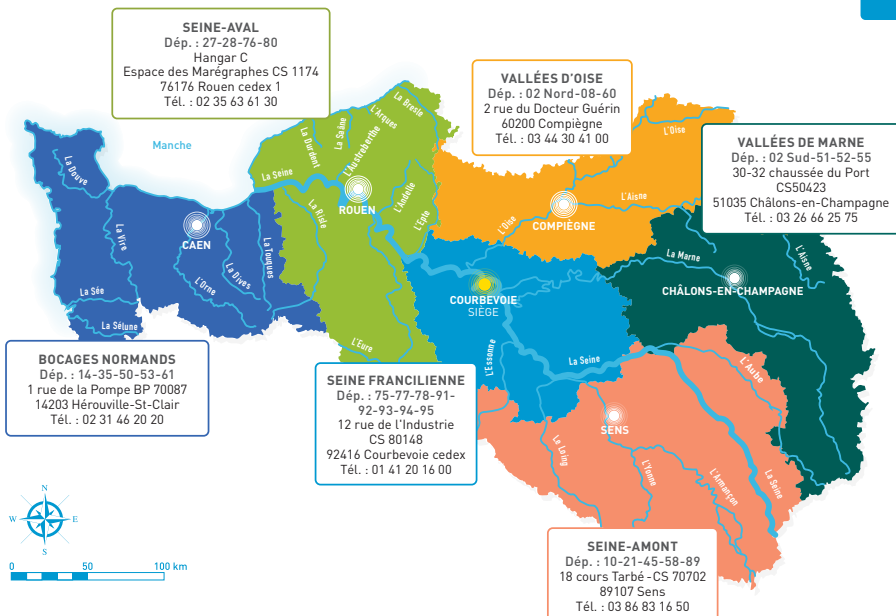 SEINE-AVAL
Dép. : 27-28-76-80
Hangar C
Espace des Marégraphes CS 1174
76176 Rouen cedex 1
Tél. : 02 35 63 61 30
VALLÉES D'OISE
Dép. : 02 Nord-08-60
2 rue du Docteur Guérin
60200 Compiègne
Tél. : 03 44 30 41 00
VALLÉES DE MARNE
Dép. : 02 Sud-51-52-55
30-32 chaussée du Port
CS50423
51035 Châlons-en-Champagne
Tél. : 03 26 66 25 75
Manche
La Douve
La Vire
La Sée
La Sélune
CAEN
L'Orne
La Dives
La Touques
La Seine
La Durdent
La Saâne
L'Austreberthe
L'Arques
La Bresle
ROUEN
La Risle
L'Andelle
L'Epte
L'Eure
L'Oise
L'Oise
L'Aisne
COMPIÈGNE
La Marne
L'Aisne
CHÂLONS-EN-CHAMPAGNE
COURBEVOIE
SIÈGE
L'Essonne
La Seine
L'Aube
SENS
Le Loing
L'Yonne
L'Armançon
La Seine
BOCAGES NORMANDS
Dép. : 14-35-50-53-61
1 rue de la Pompe BP 70087
14203 Hérouville-St-Clair
Tél. : 02 31 46 20 20
SEINE FRANCILIENNE
Dép. : 75-77-78-91-
92-93-94-95
12 rue de l'Industrie
CS 80148
92416 Courbevoie cedex
Tél. : 01 41 20 16 00
SEINE-AMONT
Dép. : 10-21-45-58-89
18 cours Tarbé -CS 70702
89107 Sens
Tél. : 03 86 83 16 50
N
W E
S
0 50 100 km